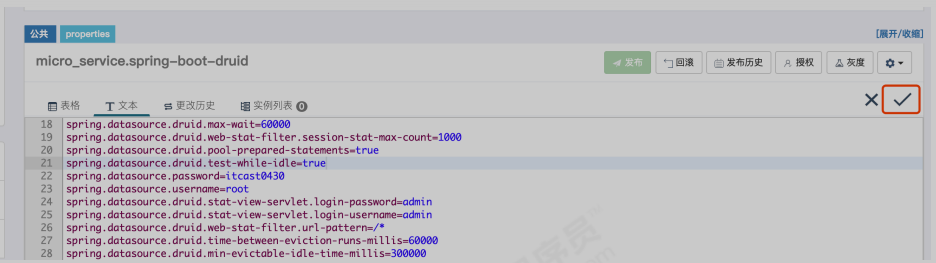 公共 properties [展开/收缩]
micro_service.spring-boot-druid 发布 回滚 发布历史 授权 灰度
表格 文本 更改历史 实例列表 0
18 spring.datasource.druid.max-wait=60000
19 spring.datasource.druid.web-stat-filter.session-stat-max-count=1000
20 spring.datasource.druid.pool-prepared-statements=true
21 spring.datasource.druid.test-while-idle=true
22 spring.datasource.password=itcast0430
23 spring.datasource.username=root
24 spring.datasource.druid.stat-view-servlet.login-password=admin
25 spring.datasource.druid.stat-view-servlet.login-username=admin
26 spring.datasource.druid.web-stat-filter.url-pattern=/*
27 spring.datasource.druid.time-between-eviction-runs-millis=60000
28 spring.datasource.druid.min-evictable-idle-time-millis=300000